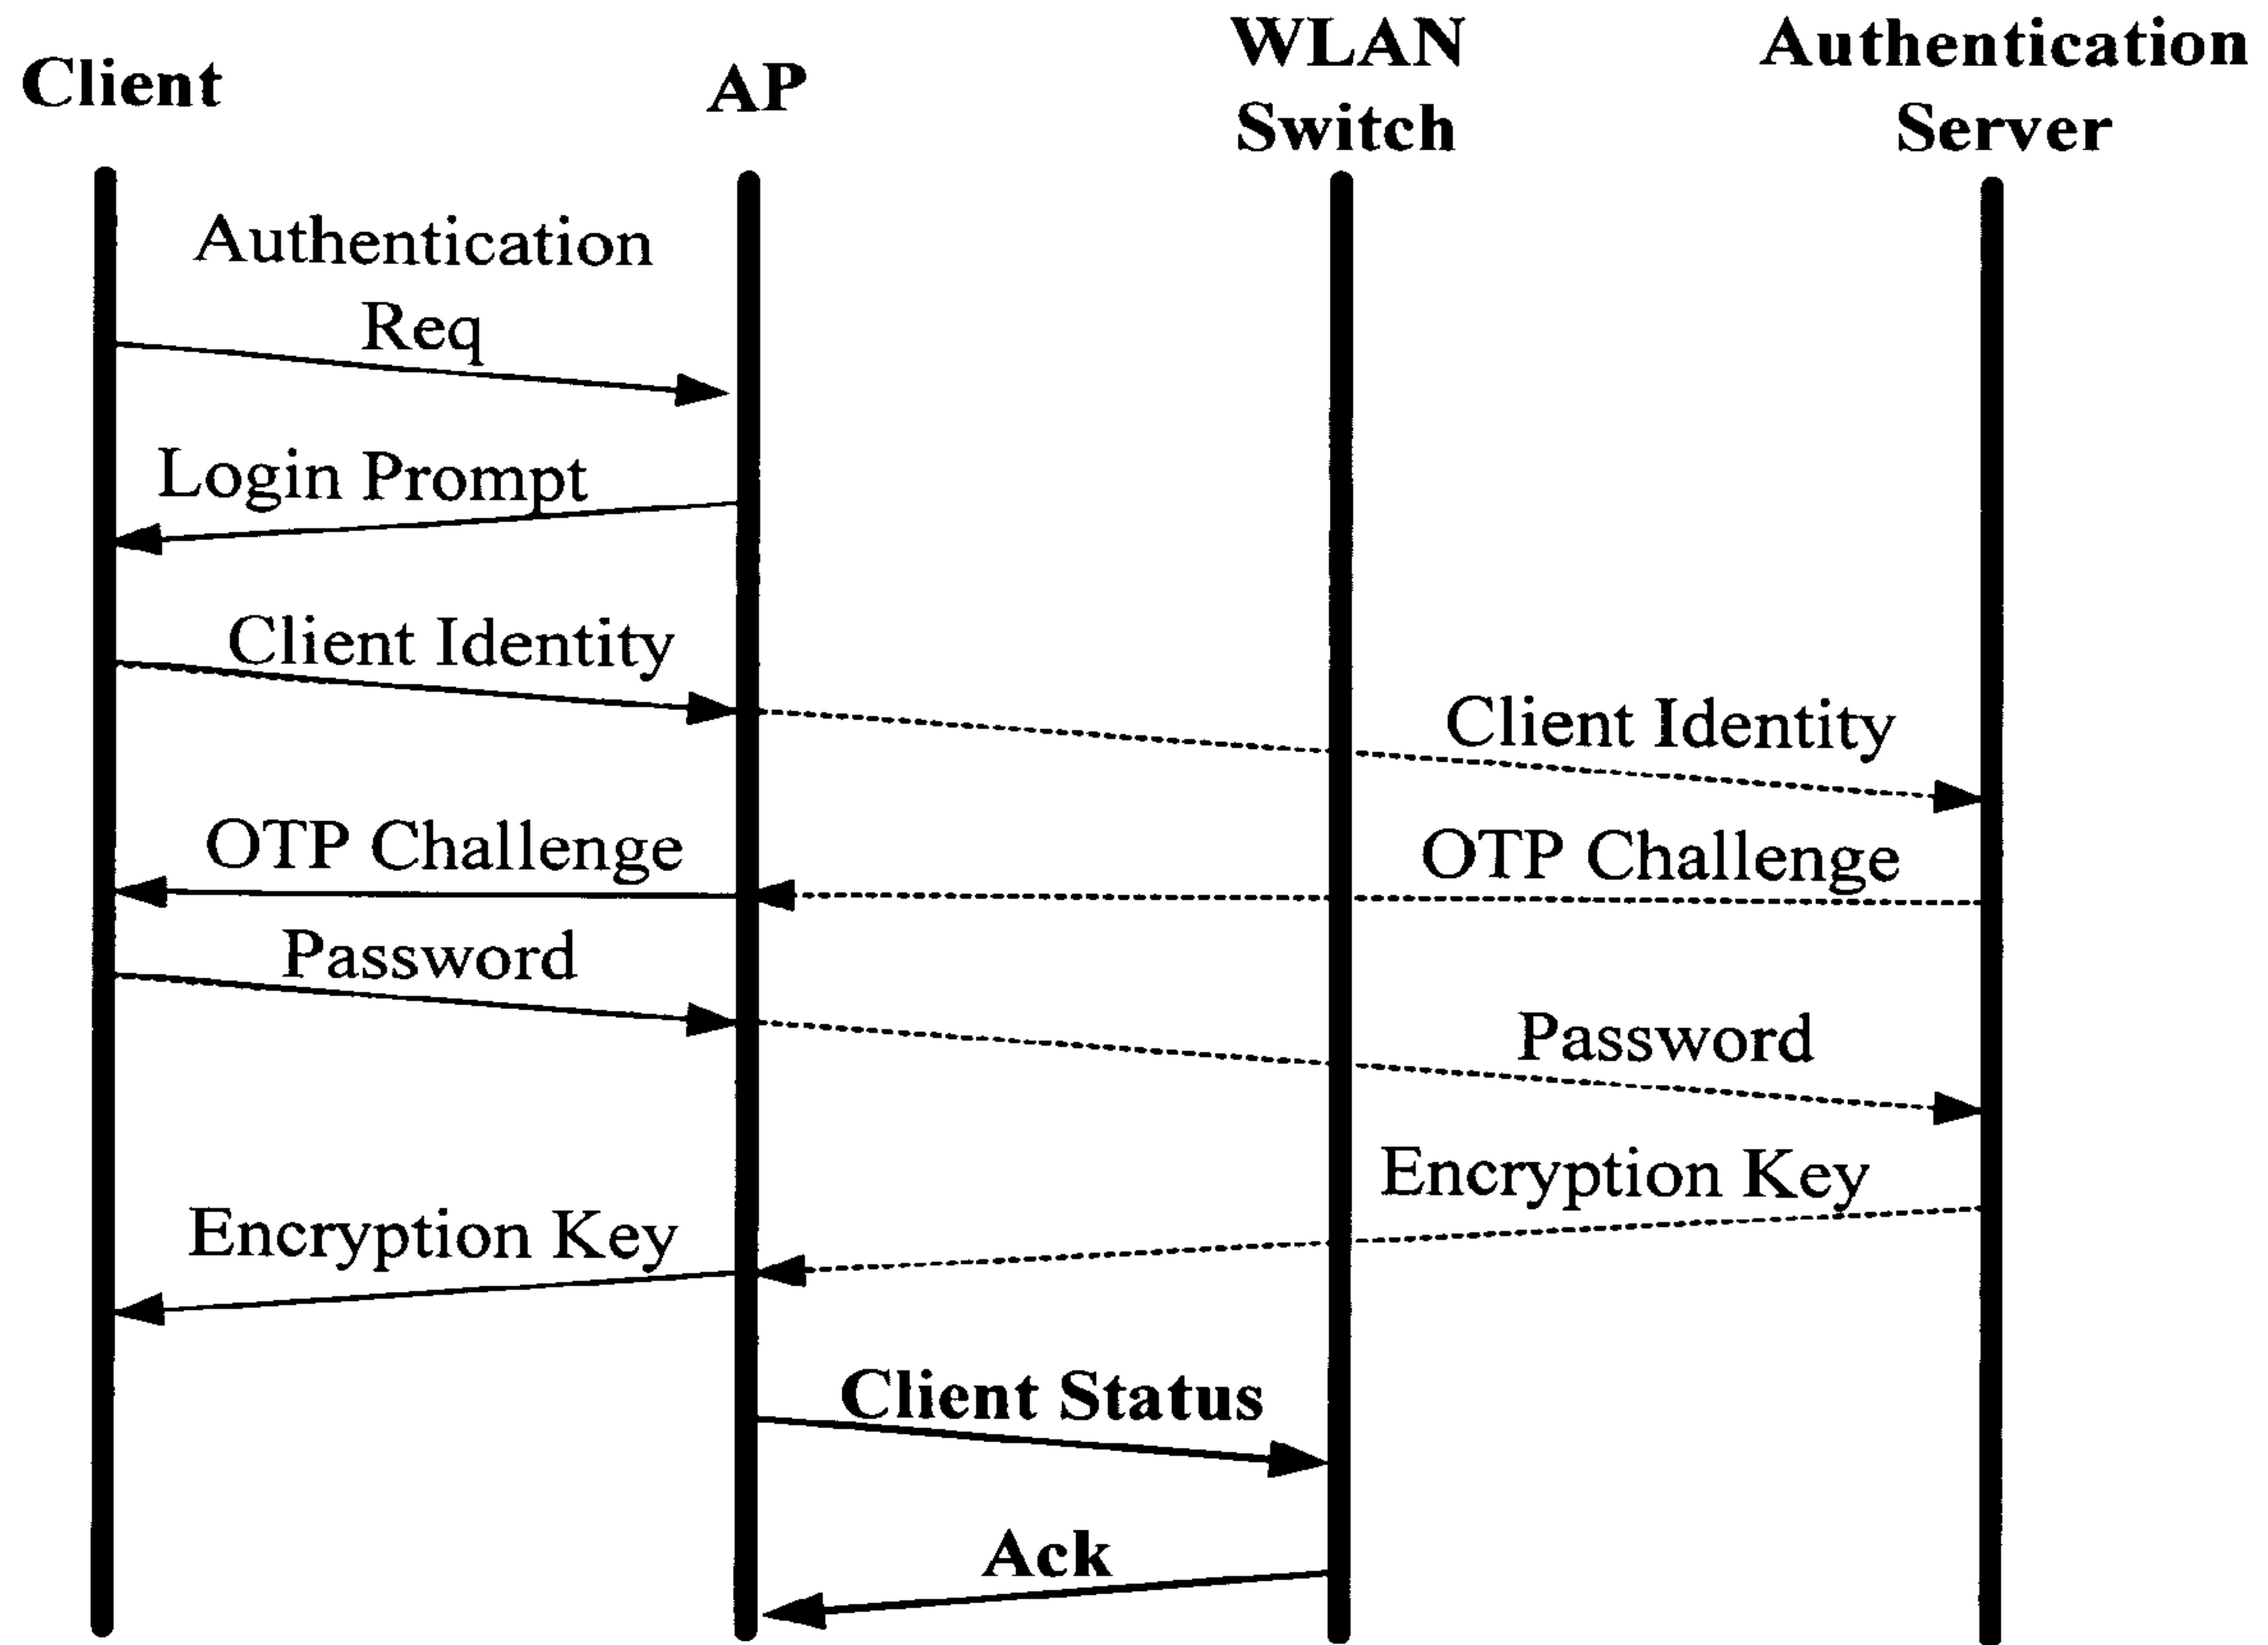 Client
AP
WLAN
Switch
Authentication
Server
Authentication
Req
Login Prompt
Client Identity
Client Identity
OTP Challenge
OTP Challenge
Password
Password
Encryption Key
Encryption Key
Client Status
Ack